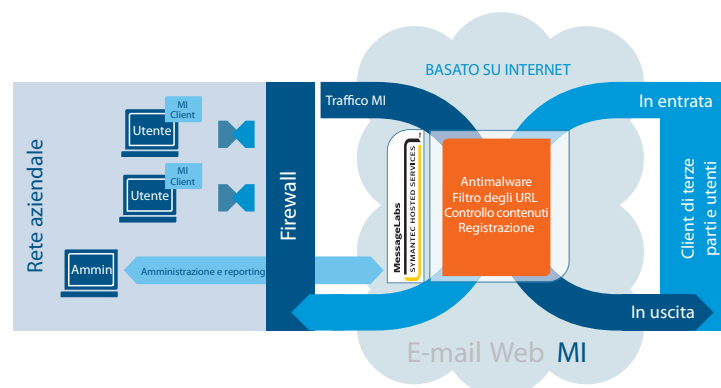 BASATO SU INTERNET
Rete aziendale
MI
Client
Utente
MI
Client
Utente
Ammin
Amministrazione e reporting
Firewall
Traffico MI
MessageLabs
SYMANTEC HOSTED SERVICES
Antimalware
Filtro degli URL
Controllo contenuti
Registrazione
In entrata
Client di terze
parti e utenti
In uscita
E-mail Web MI